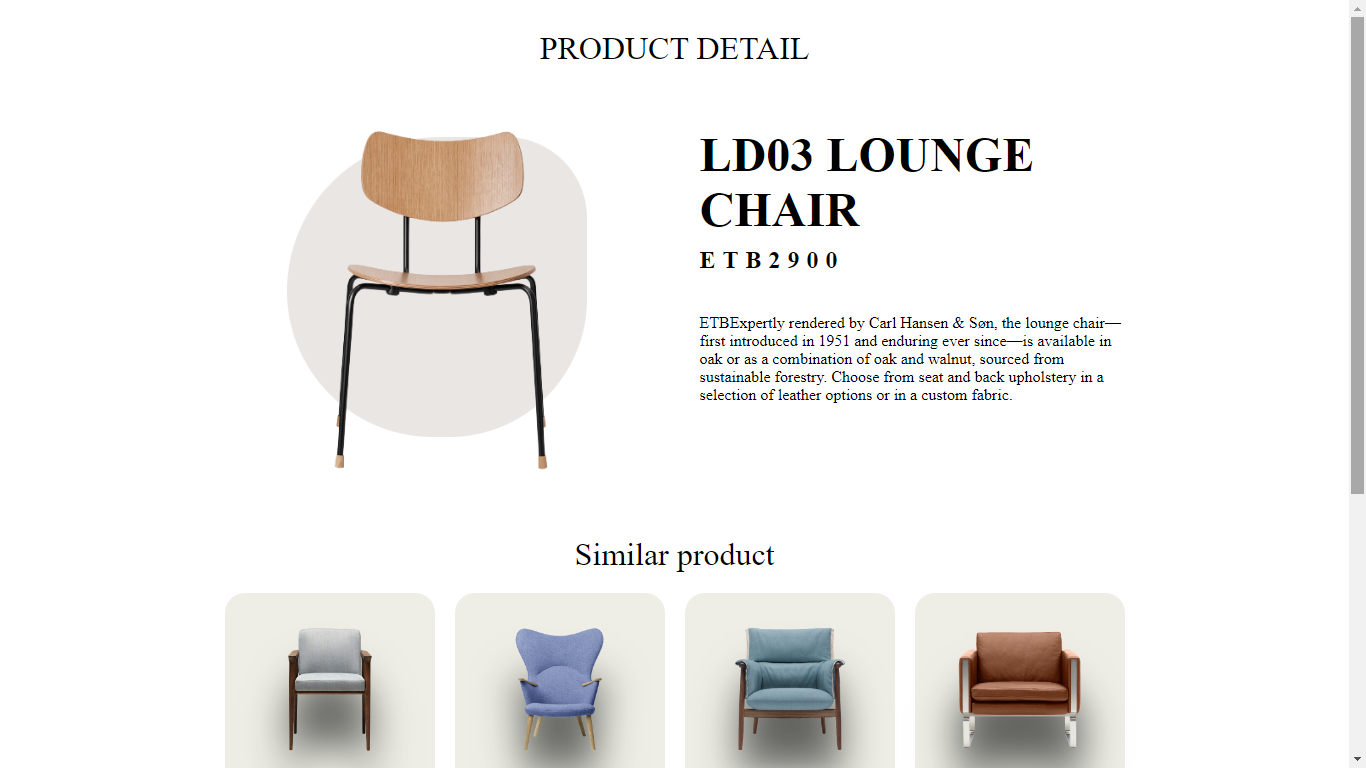 PRODUCT DETAIL
LD03 LOUNGE
CHAIR
ETB2900
ETBExpertly rendered by Carl Hansen & Søn, the lounge chair—
first introduced in 1951 and enduring ever since—is available in
oak or as a combination of oak and walnut, sourced from
sustainable forestry. Choose from seat and back upholstery in a
selection of leather options or in a custom fabric.
Similar product